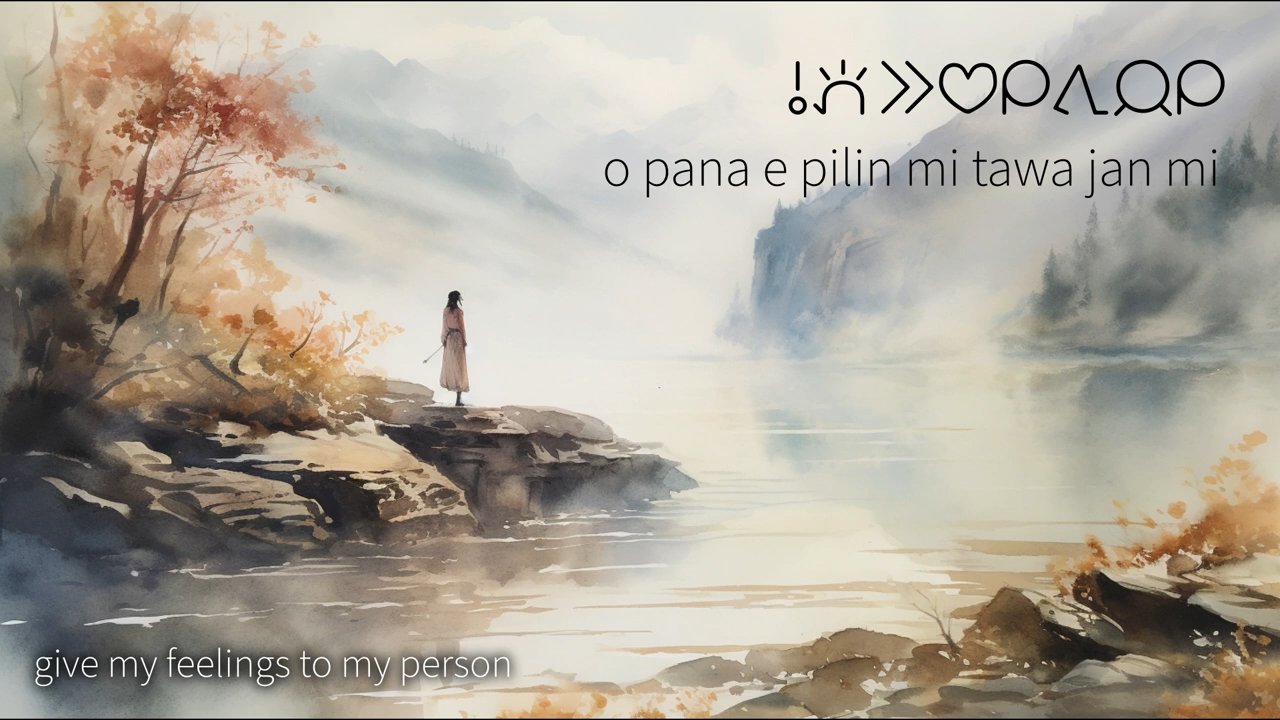 󱥄󱥌󱤉󱥎󱤴󱥩󱤑󱤴
o pana e pilin mi tawa jan mi
give my feelings to my person